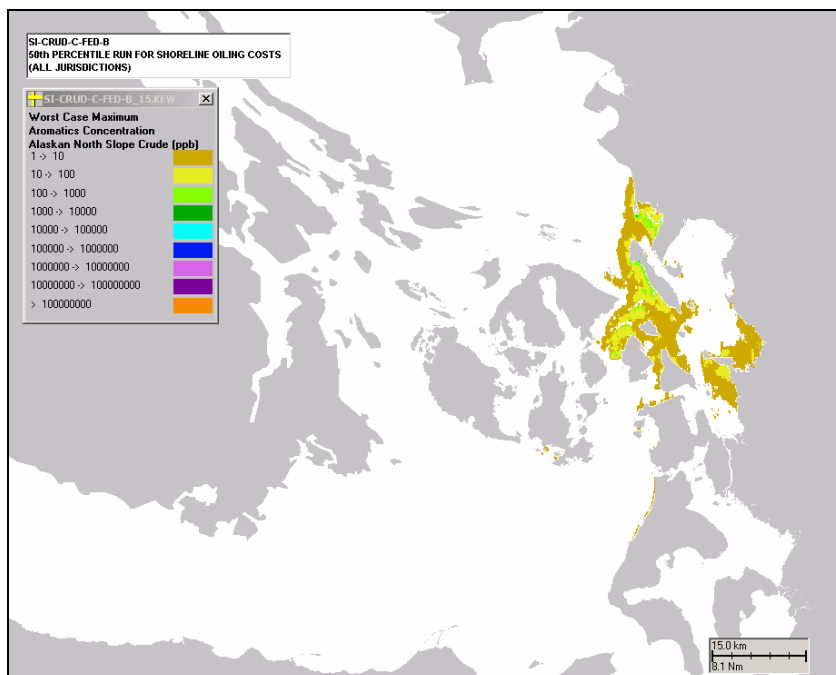 SI-CRUD-C-FED-B
50th PERCENTILE RUN FOR SHORELINE OILING COSTS
(ALL JURISDICTIONS)
SI-CRUD-C-FED-B_15.KEW
Worst Case Maximum
Aromatics Concentration
Alaskan North Slope Crude (ppb)
1 -> 10
10 -> 100
100 -> 1000
1000 -> 10000
10000 -> 100000
100000 -> 1000000
1000000 -> 10000000
10000000 -> 100000000
> 100000000
15.0 km
8.1 Nm